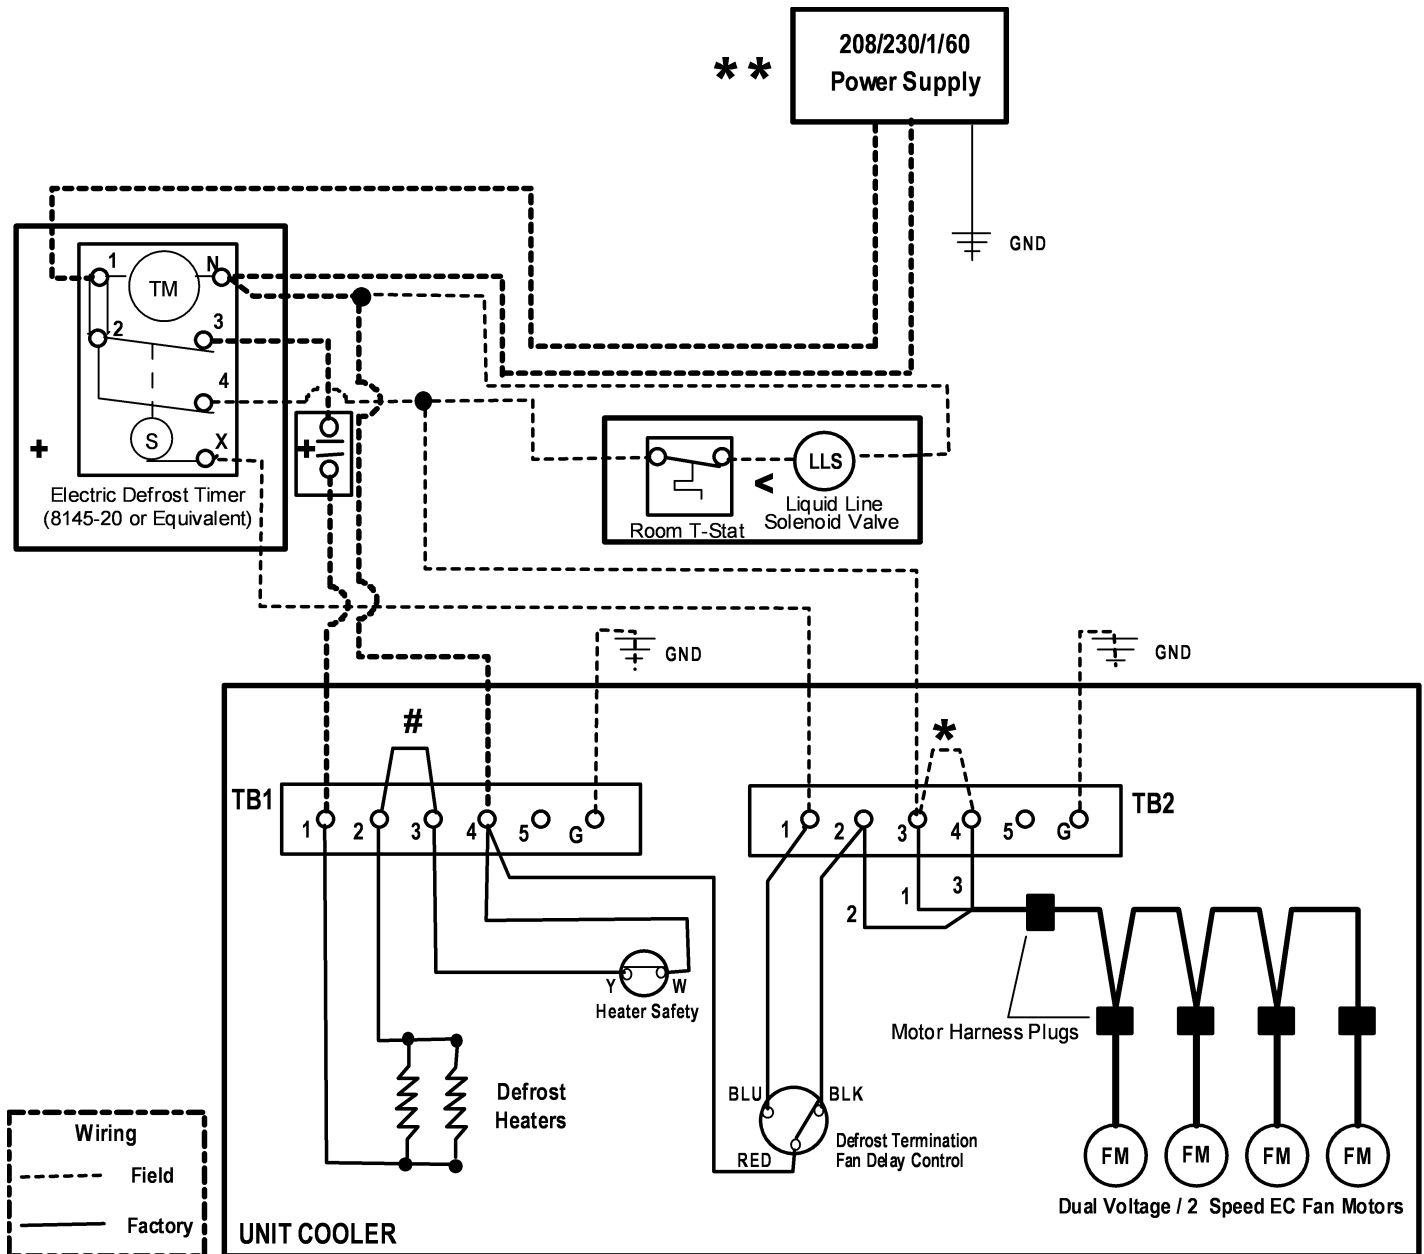 208/230/1/60
Power Supply
* *
GND
1
TM
N
2
3
4
S
X
+
+
Electric Defrost Timer
(8145-20 or Equivalent)
LLS
<
Liquid Line
Solenoid Valve
Room T-Stat
GND
GND
#
*
TB1
1 2 3 4 5 G
TB2
1 2 3 4 5 G
2
1
3
Y
W
Heater Safety
Motor Harness Plugs
Defrost
Heaters
BLU
BLK
RED
Defrost Termination
Fan Delay Control
FM FM FM FM
Dual Voltage / 2 Speed EC Fan Motors
Wiring
Field
Factory
UNIT COOLER